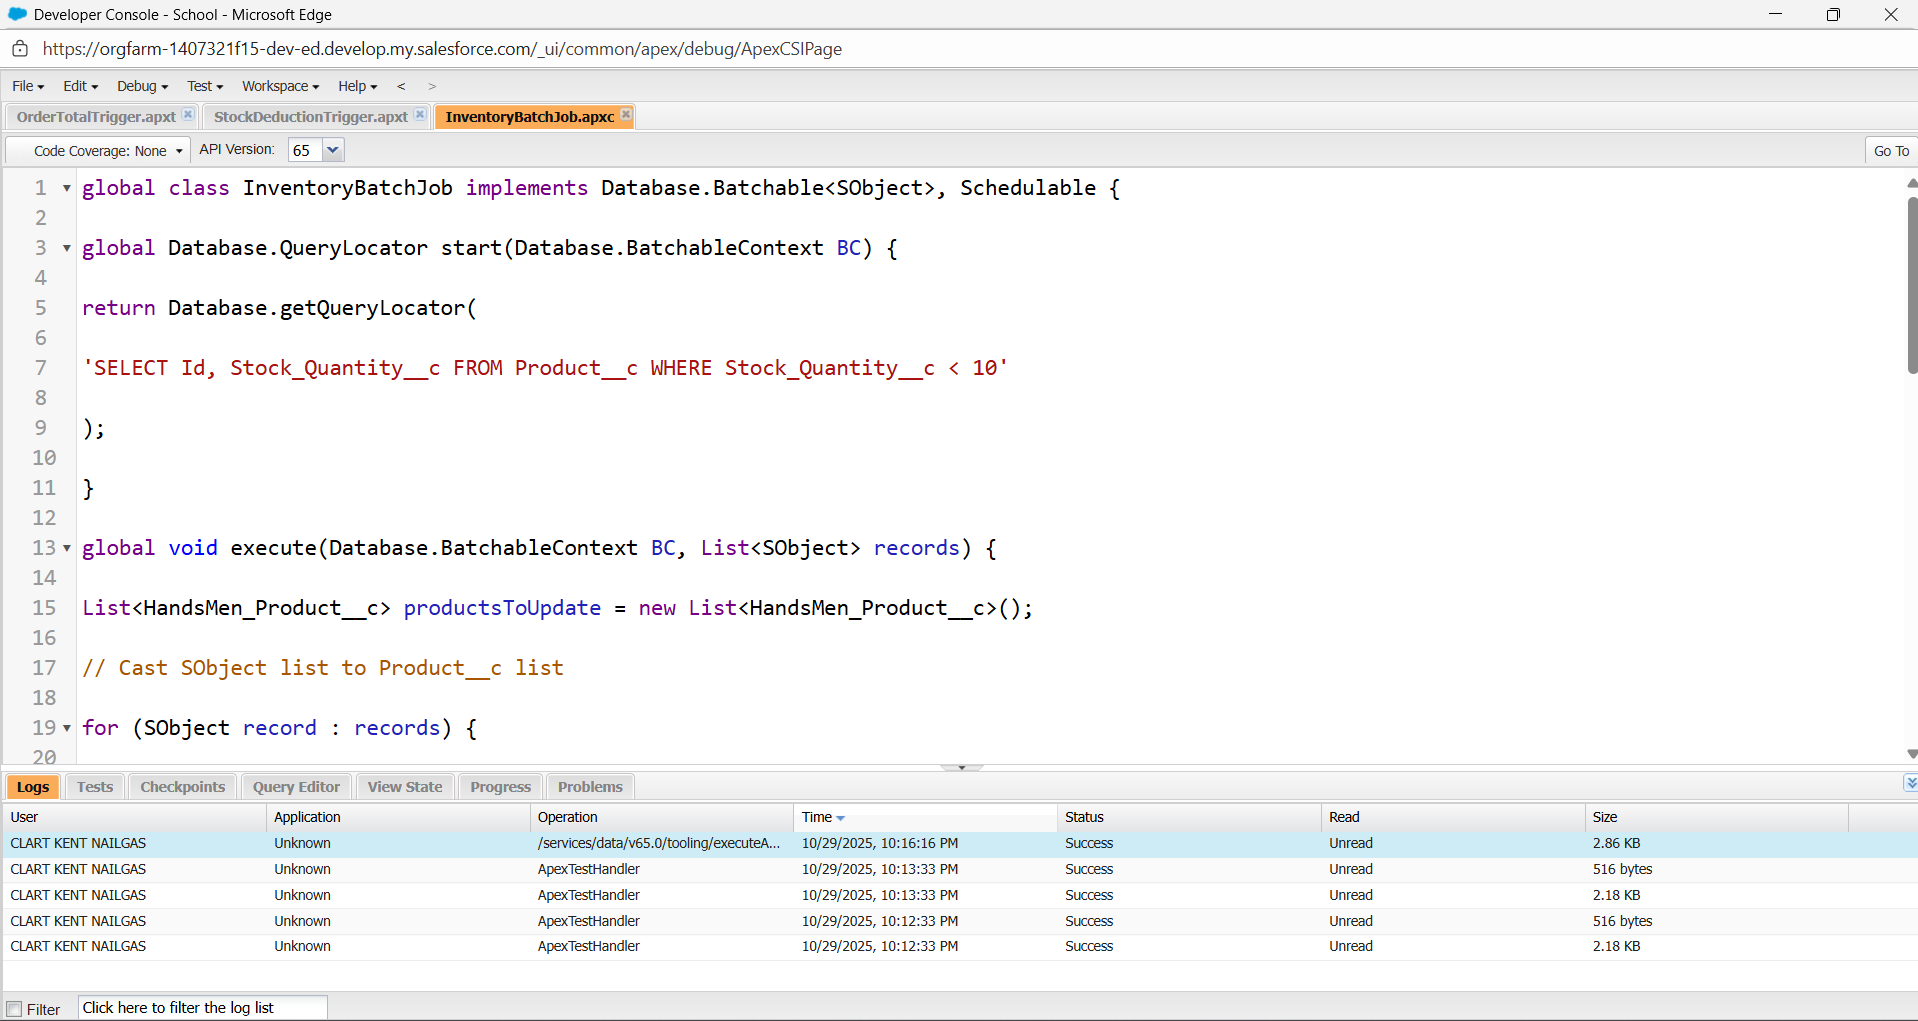 Developer Console - School - Microsoft Edge
https://orgfarm-1407321f15-dev-ed.develop.my.salesforce.com/_ui/common/apex/debug/ApexCSIPage
File Edit Debug Test Workspace Help < >
OrderTotalTrigger.apxt StockDeductionTrigger.apxt InventoryBatchJob.apxc
Code Coverage: None API Version: 65 Go To
1 global class InventoryBatchJob implements Database.Batchable<SObject>, Schedulable {
2
3 global Database.QueryLocator start(Database.BatchableContext BC) {
4
5 return Database.getQueryLocator(
6
7 'SELECT Id, Stock_Quantity__c FROM Product__c WHERE Stock_Quantity__c < 10'
8
9 );
10
11 }
12
13 global void execute(Database.BatchableContext BC, List<SObject> records) {
14
15 List<HandsMen_Product__c> productsToUpdate = new List<HandsMen_Product__c>();
16
17 // Cast SObject list to Product__c list
18
19 for (SObject record : records) {
20
Logs Tests Checkpoints Query Editor View State Progress Problems
User Application Operation Time Status Read Size
CLART KENT NAILGAS Unknown /services/data/v65.0/tooling/executeA... 10/29/2025, 10:16:16 PM Success Unread 2.86 KB
CLART KENT NAILGAS Unknown ApexTestHandler 10/29/2025, 10:13:33 PM Success Unread 516 bytes
CLART KENT NAILGAS Unknown ApexTestHandler 10/29/2025, 10:13:33 PM Success Unread 2.18 KB
CLART KENT NAILGAS Unknown ApexTestHandler 10/29/2025, 10:12:33 PM Success Unread 516 bytes
CLART KENT NAILGAS Unknown ApexTestHandler 10/29/2025, 10:12:33 PM Success Unread 2.18 KB
Filter Click here to filter the log list